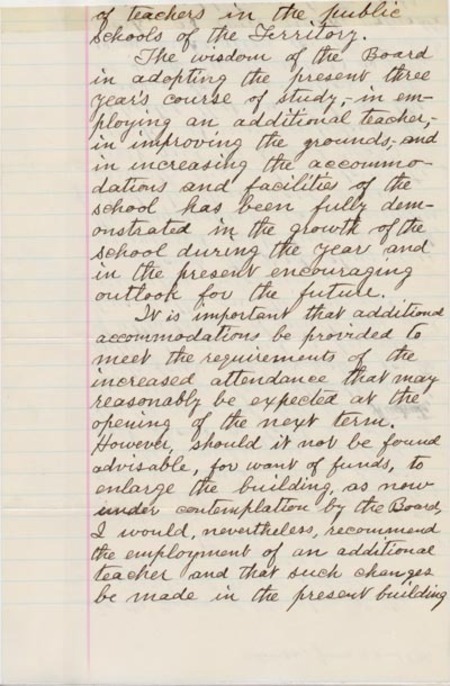 of teachers in the public
schools of the Territory.
The wisdom of the Board
in adopting the present three
year's course of study,- in em-
ploying an additional teacher,-
in improving the grounds,- and
in increasing the accommo-
dations and facilities of the
school has been fully dem-
onstrated in the growth of the
school during the year and
in the present encouraging
outlook for the future.
It is important that additional
accommodations be provided to
meet the requirements of the
increased attendance that may
reasonably be expected at the
opening of the next term.
However, should it not be found
advisable, for want of funds, to
enlarge the building, as now
under contemplation by the Board,
I would, nevertheless, recommend
the employment of an additional
teacher and that such changes
be made in the present building